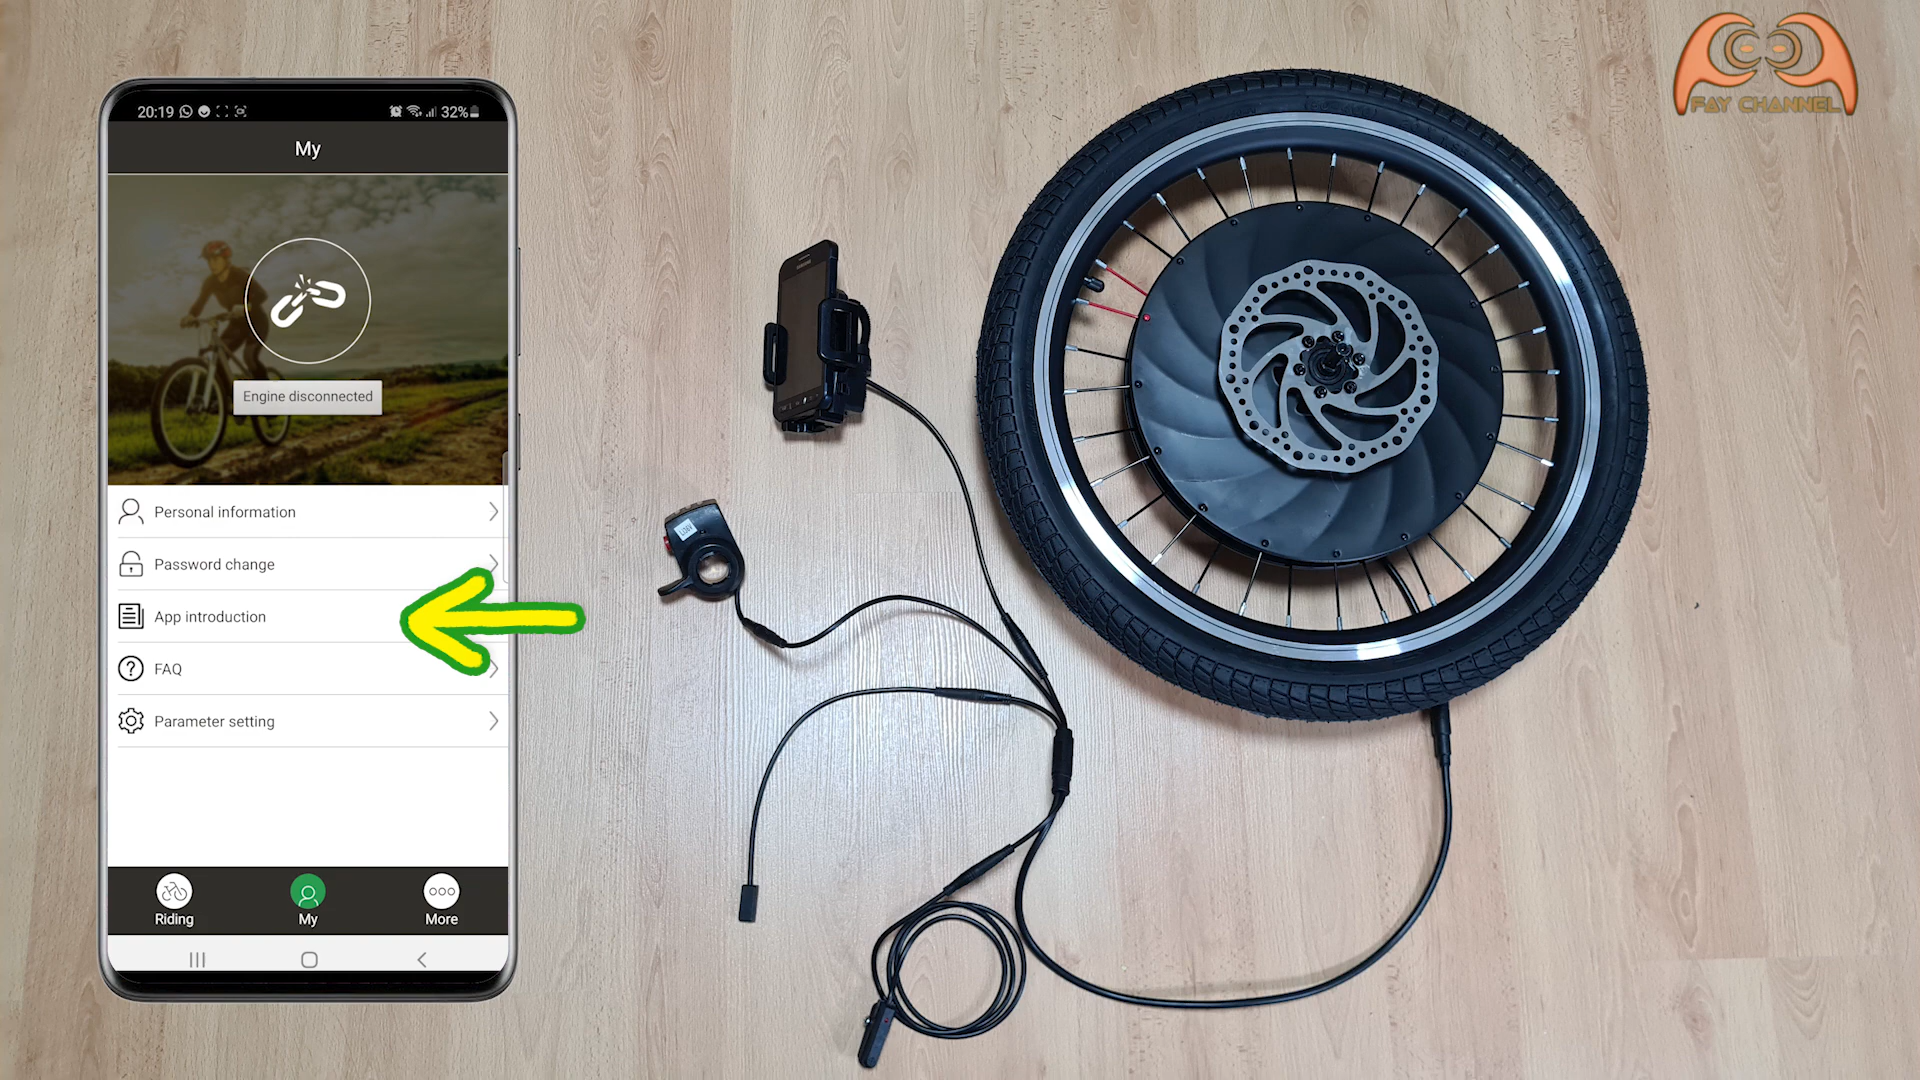 20:19
32%
My
Engine disconnected
Personal information
Password change
App introduction
FAQ
Parameter setting
Riding
My
More
FAY CHANNEL
SAMSUNG